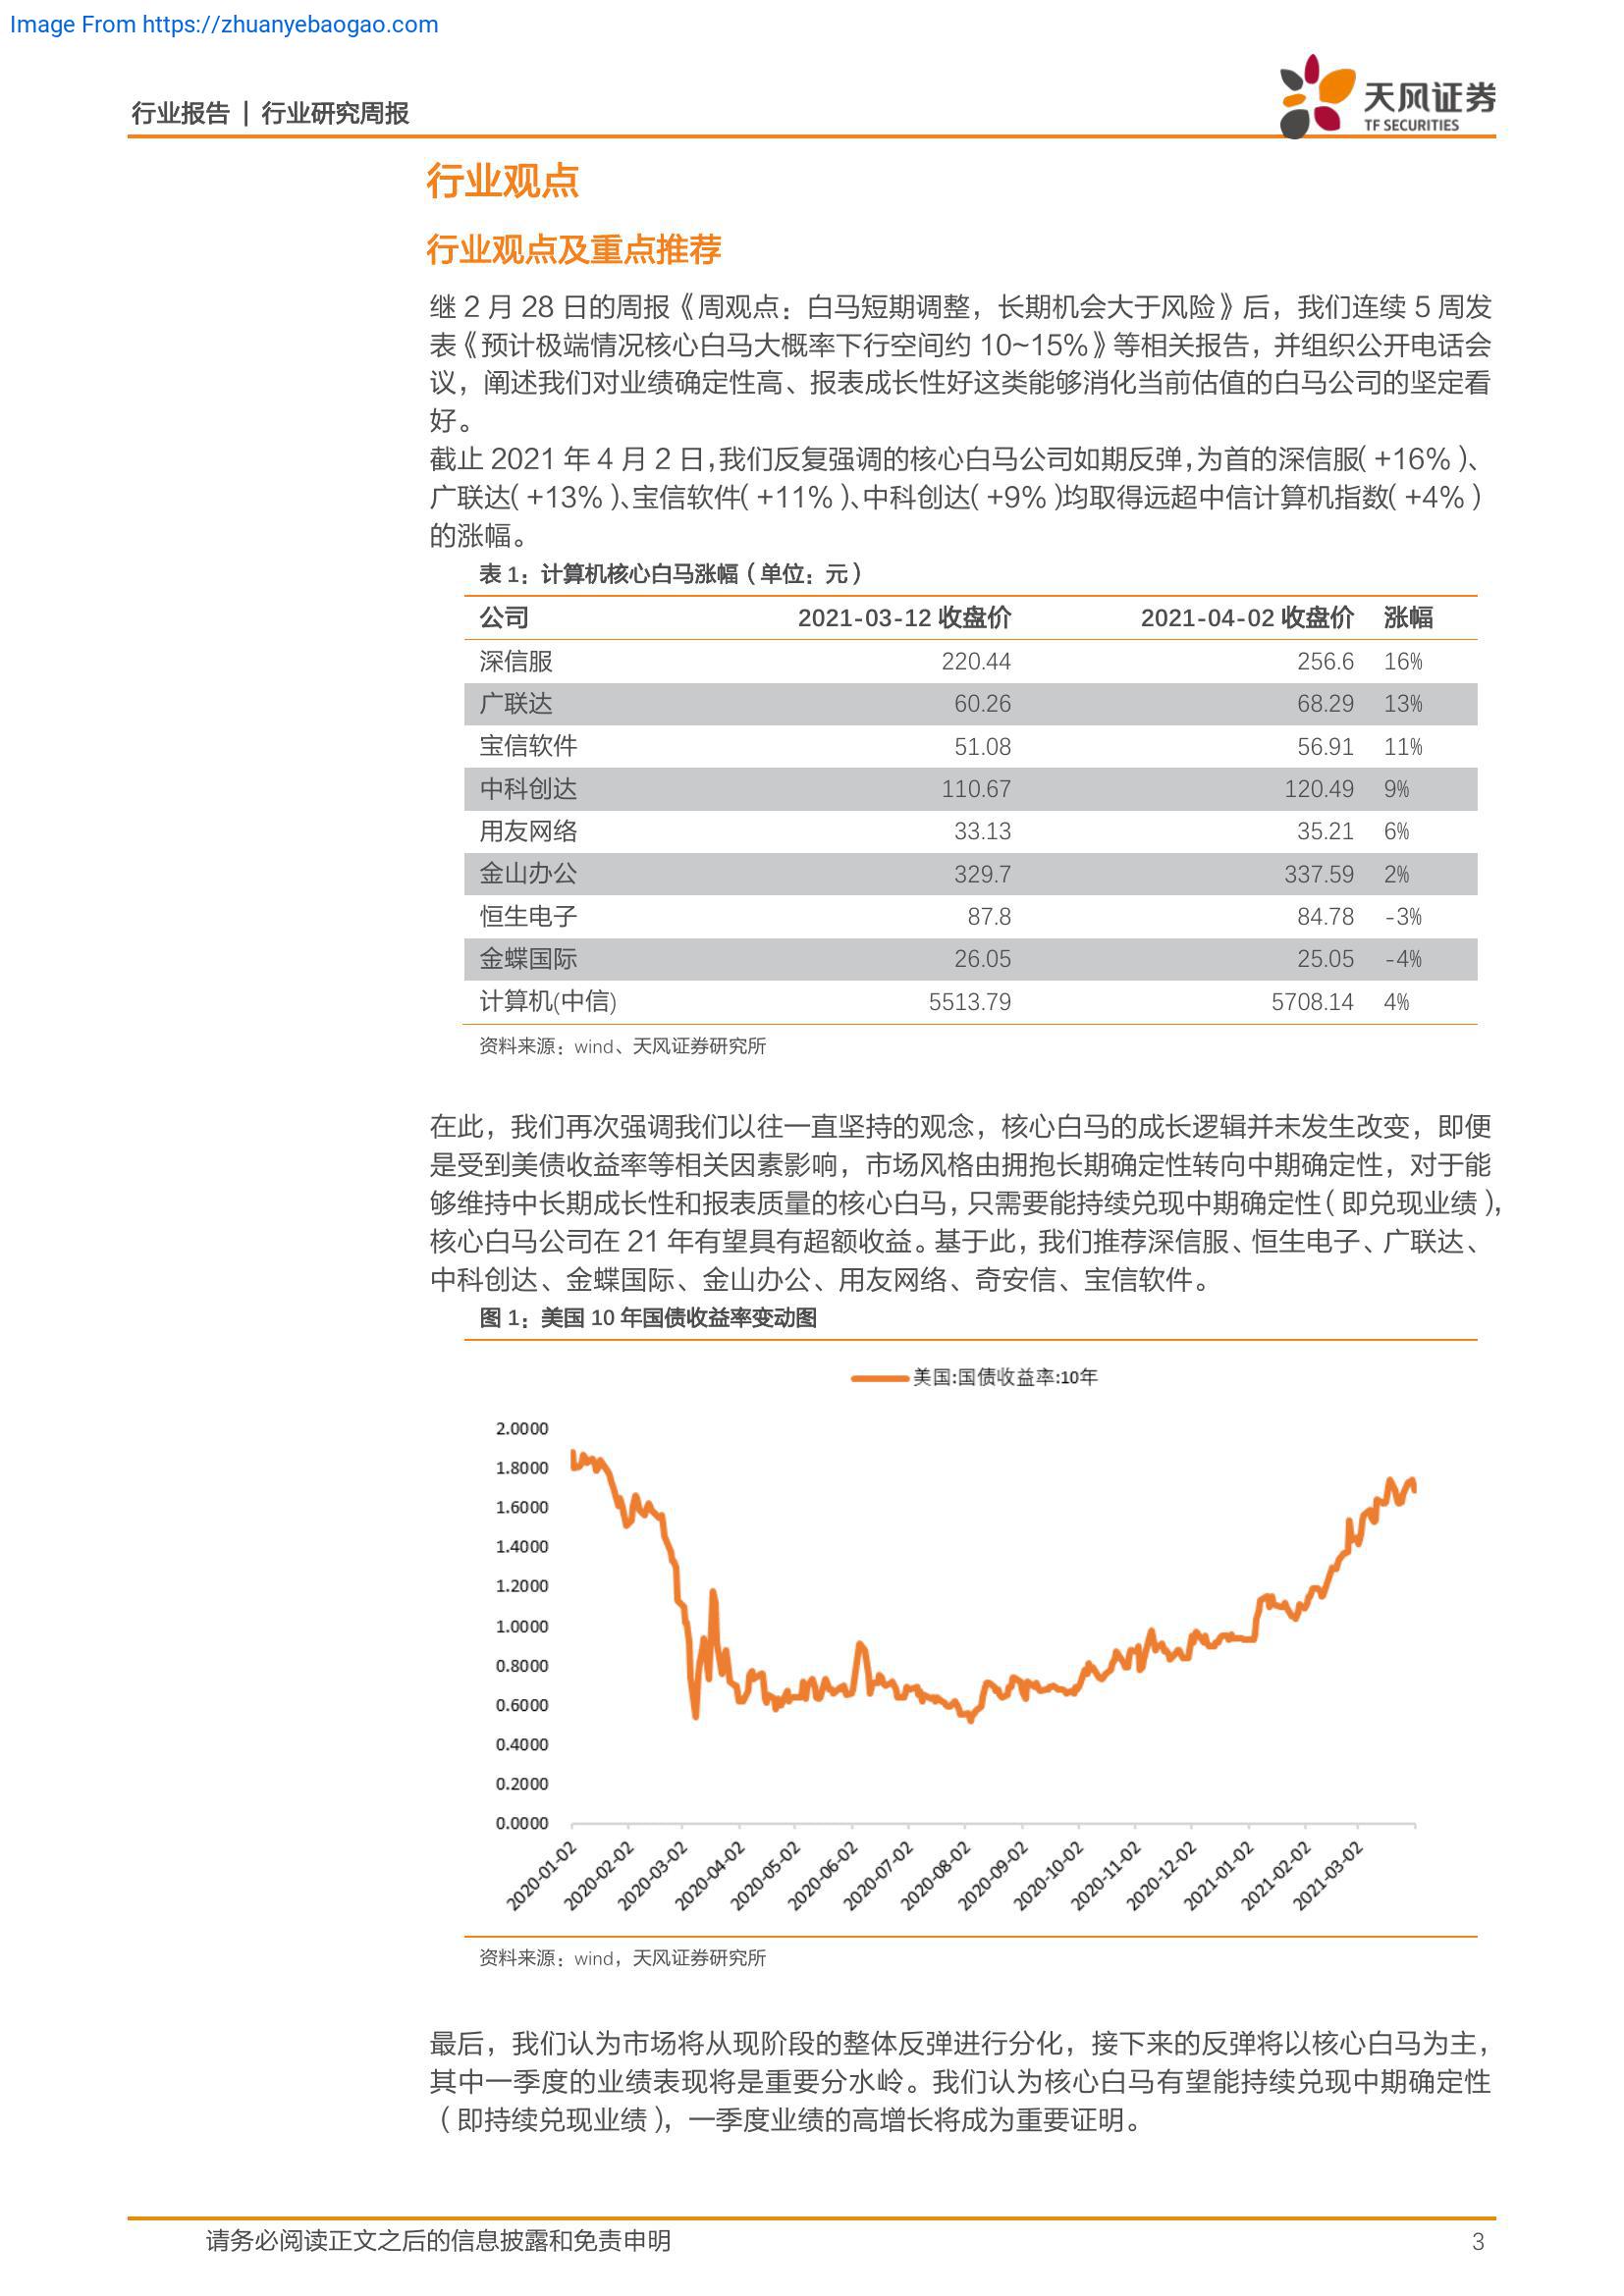 Image From https://zhuanyebaogao.com
行业报告 | 行业研究周报
天风证券
TF SECURITIES
行业观点
行业观点及重点推荐
继 2 月 28 日的周报《周观点：白马短期调整，长期机会大于风险》后，我们连续 5 周发
表《预计极端情况核心白马大概率下行空间约 10~15%》等相关报告，并组织公开电话会
议，阐述我们对业绩确定性高、报表成长性好这类能够消化当前估值的白马公司的坚定看
好。
截止 2021 年 4 月 2 日，我们反复强调的核心白马公司如期反弹，为首的深信服（+16%）、
广联达（+13%）、宝信软件（+11%）、中科创达（+9%）均取得远超中信计算机指数（+4%）
的涨幅。
表 1：计算机核心白马涨幅（单位：元）
公司 2021-03-12 收盘价 2021-04-02 收盘价 涨幅
深信服 220.44 256.6 16%
广联达 60.26 68.29 13%
宝信软件 51.08 56.91 11%
中科创达 110.67 120.49 9%
用友网络 33.13 35.21 6%
金山办公 329.7 337.59 2%
恒生电子 87.8 84.78 -3%
金蝶国际 26.05 25.05 -4%
计算机(中信) 5513.79 5708.14 4%
资料来源：wind、天风证券研究所
在此，我们再次强调我们以往一直坚持的观念，核心白马的成长逻辑并未发生改变，即便
是受到美债收益率等相关因素影响，市场风格由拥抱长期确定性转向中期确定性，对于能
够维持中长期成长性和报表质量的核心白马，只需要能持续兑现中期确定性（即兑现业绩），
核心白马公司在 21 年有望具有超额收益。基于此，我们推荐深信服、恒生电子、广联达、
中科创达、金蝶国际、金山办公、用友网络、奇安信、宝信软件。
图 1：美国 10 年国债收益率变动图
美国:国债收益率:10年
2.0000
1.8000
1.6000
1.4000
1.2000
1.0000
0.8000
0.6000
0.4000
0.2000
0.0000
2020-01-02
2020-02-02
2020-03-02
2020-04-02
2020-05-02
2020-06-02
2020-07-02
2020-08-02
2020-09-02
2020-10-02
2020-11-02
2020-12-02
2021-01-02
2021-02-02
2021-03-02
资料来源：wind，天风证券研究所
最后，我们认为市场将从现阶段的整体反弹进行分化，接下来的反弹将以核心白马为主，
其中一季度的业绩表现将是重要分水岭。我们认为核心白马有望能持续兑现中期确定性
（即持续兑现业绩），一季度业绩的高增长将成为重要证明。
请务必阅读正文之后的信息披露和免责申明 3